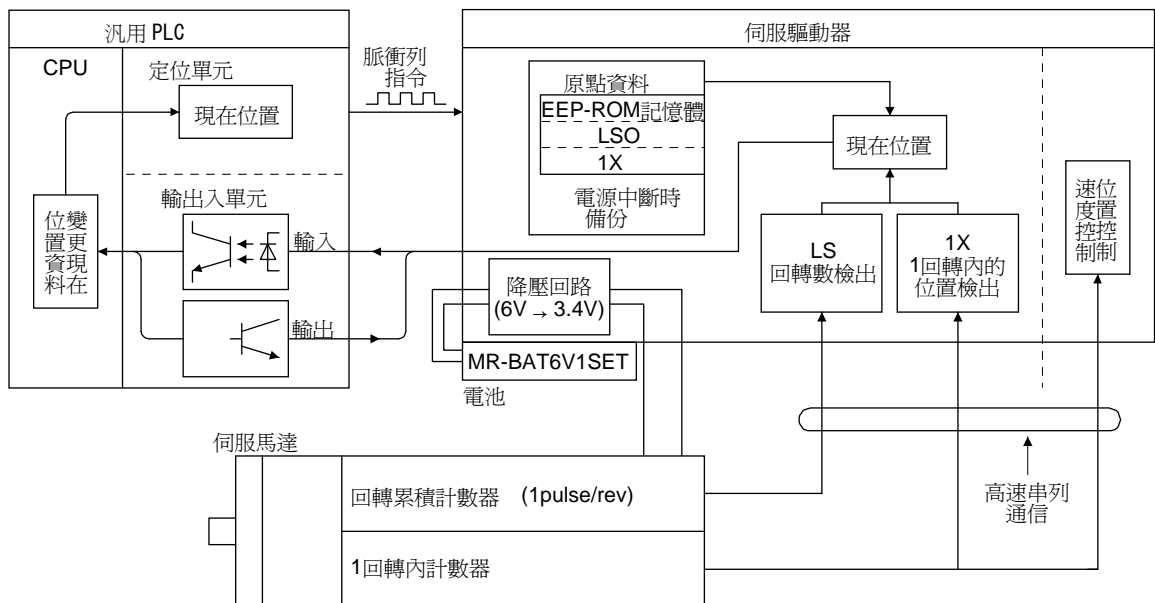 汎用 PLC
CPU
定位單元
現在位置
輸出入單元
變更現在
位置資料
輸入
輸出
脈衝列
指令
伺服驅動器
原點資料
EEP-ROM記憶體
LSO
1X
電源中斷時
備份
現在位置
LS
回轉數檢出
1X
1回轉內的
位置檢出
位置控制
速度控制
降壓回路
(6V → 3.4V)
MR-BAT6V1SET
電池
伺服馬達
回轉累積計數器 (1pulse/rev)
1回轉內計數器
高速串列
通信